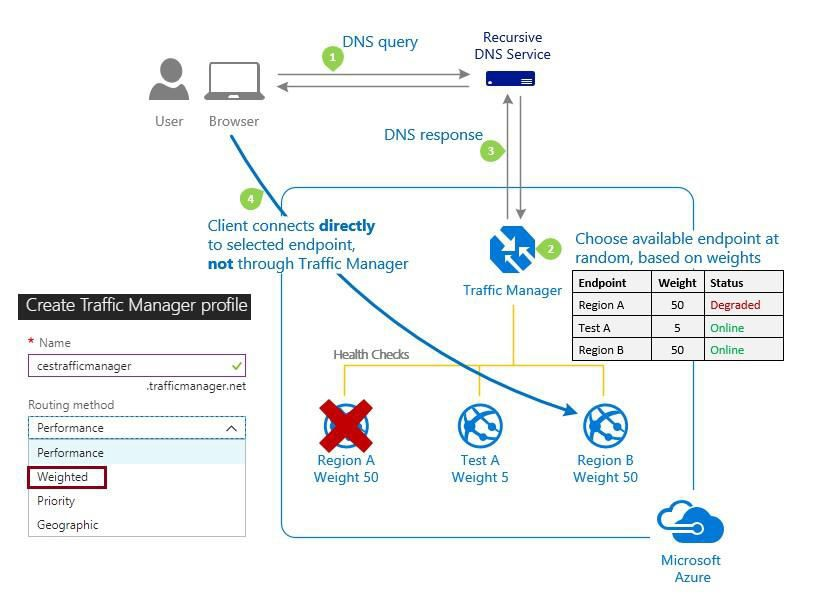 DNS query
1
Recursive
DNS Service
User
Browser
DNS response
3
4
Client connects directly
to selected endpoint,
not through Traffic Manager
2
Choose available endpoint at
random, based on weights
Traffic Manager
Endpoint Weight Status
Region A 50 Degraded
Test A 5 Online
Region B 50 Online
Health Checks
Region A
Weight 50
Test A
Weight 5
Region B
Weight 50
Microsoft
Azure
Create Traffic Manager profile
* Name
cestrafficmanager
.trafficmanager.net
Routing method
Performance
Performance
Weighted
Priority
Geographic